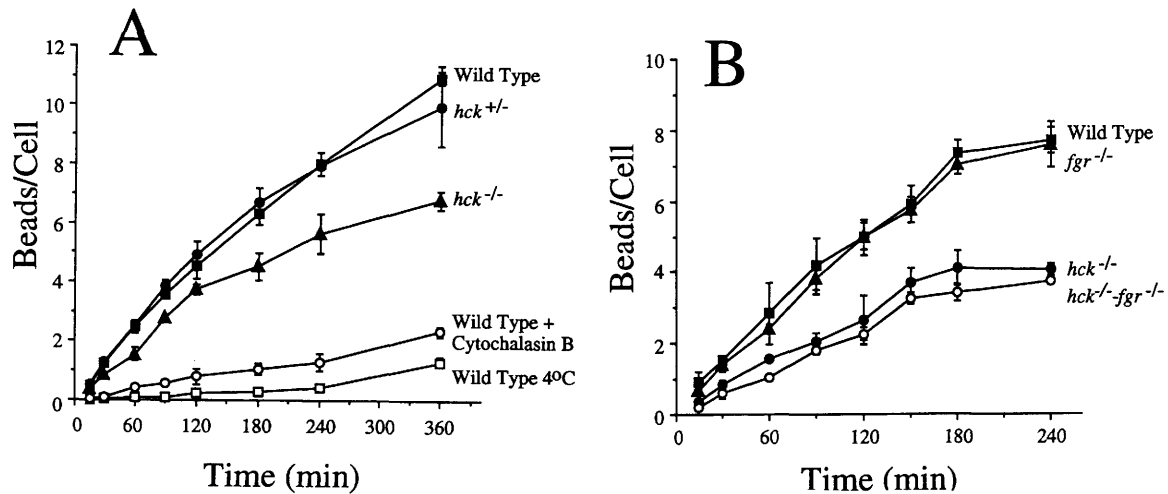 A
Beads/Cell
12
10
8
6
4
2
0
0 60 120 180 240 300 360
Time (min)
Wild Type
hck +/-
hck -/-
Wild Type +
Cytochalasin B
Wild Type 4ºC
B
Beads/Cell
10
8
6
4
2
0
0 60 120 180 240
Time (min)
Wild Type
fgr -/-
hck -/-
hck -/- -fgr -/-